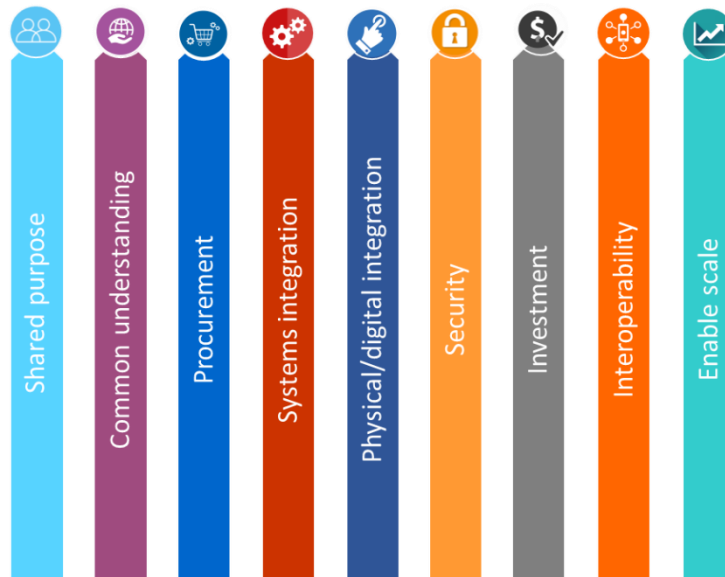 Shared purpose
Common understanding
Procurement
Systems integration
Physical/digital integration
Security
Investment
Interoperability
Enable scale